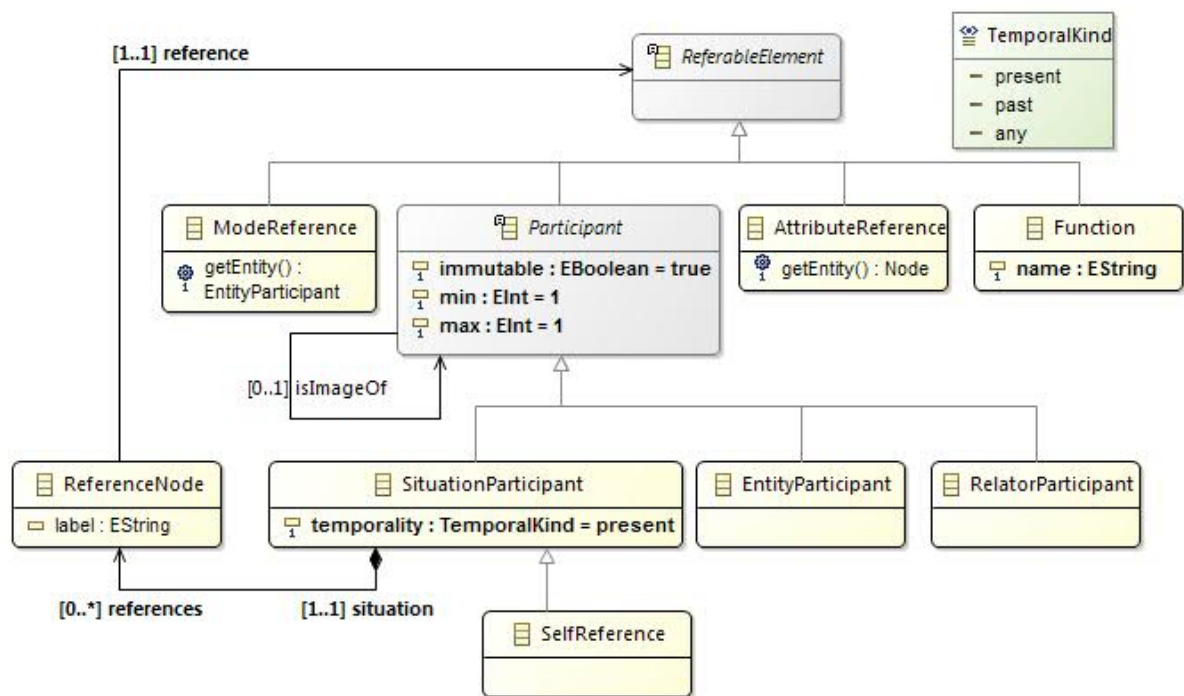 [1..1] reference
ReferableElement
TemporalKind
present
past
any
ModeReference
getEntity() :
EntityParticipant
Participant
immutable : EBoolean = true
min : EInt = 1
max : EInt = 1
AttributeReference
getEntity() : Node
Function
name : EString
[0..1] isImageOf
ReferenceNode
label : EString
SituationParticipant
temporality : TemporalKind = present
EntityParticipant
RelatorParticipant
[0..*] references
[1..1] situation
SelfReference